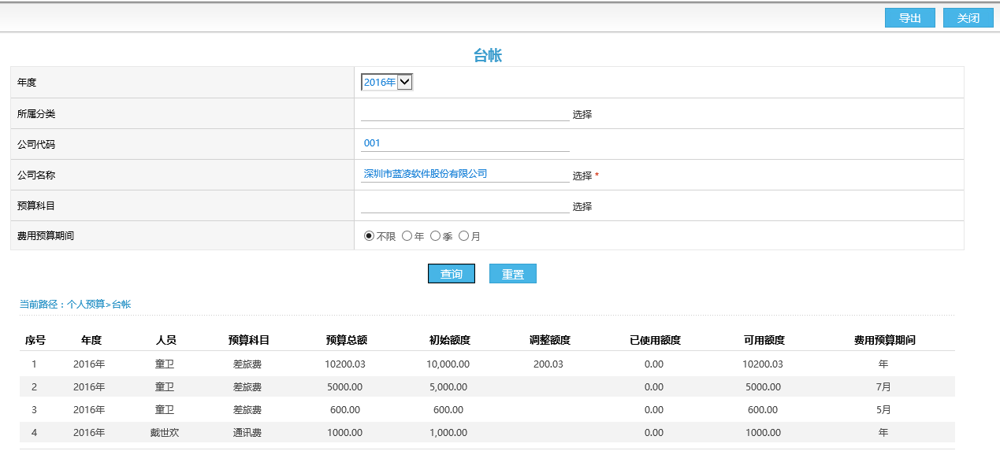 导出 关闭
台帐
年度 2016年
所属分类 选择
公司代码 001
公司名称 深圳市蓝凌软件股份有限公司 选择 *
预算科目 选择
费用预算期间 不限 年 季 月
查询 重置
当前路径：个人预算>台帐
序号 年度 人员 预算科目 预算总额 初始额度 调整额度 已使用额度 可用额度 费用预算期间
1 2016年 童卫 差旅费 10200.03 10,000.00 200.03 0.00 10200.03 年
2 2016年 童卫 差旅费 5000.00 5,000.00 0.00 5000.00 7月
3 2016年 童卫 差旅费 600.00 600.00 0.00 600.00 5月
4 2016年 戴世欢 通讯费 1000.00 1,000.00 0.00 1000.00 年